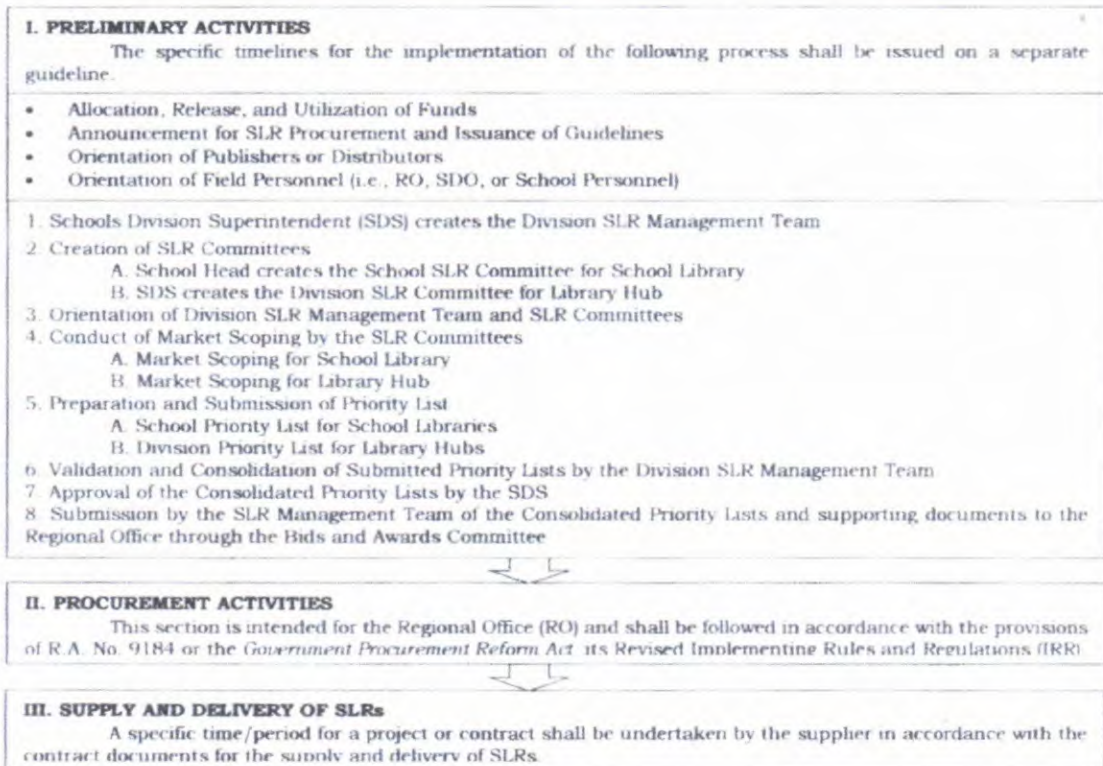 I. PRELIMINARY ACTIVITIES
The specific timelines for the implementation of the following process shall be issued on a separate
guideline.
• Allocation, Release, and Utilization of Funds
• Announcement for SLR Procurement and Issuance of Guidelines
• Orientation of Publishers or Distributors
• Orientation of Field Personnel (i.e., RO, SDO, or School Personnel)
1. Schools Division Superintendent (SDS) creates the Division SLR Management Team
2. Creation of SLR Committees
A. School Head creates the School SLR Committee for School Library
B. SDS creates the Division SLR Committee for Library Hub
3. Orientation of Division SLR Management Team and SLR Committees
4. Conduct of Market Scoping by the SLR Committees
A. Market Scoping for School Library
B. Market Scoping for Library Hub
5. Preparation and Submission of Priority List
A. School Priority List for School Libraries
B. Division Priority List for Library Hubs
6. Validation and Consolidation of Submitted Priority Lists by the Division SLR Management Team
7. Approval of the Consolidated Priority Lists by the SDS
8. Submission by the SLR Management Team of the Consolidated Priority Lists and supporting documents to the
Regional Office through the Bids and Awards Committee
II. PROCUREMENT ACTIVITIES
This section is intended for the Regional Office (RO) and shall be followed in accordance with the provisions
of R.A. No. 9184 or the Government Procurement Reform Act its Revised Implementing Rules and Regulations (IRR)
III. SUPPLY AND DELIVERY OF SLRs
A specific time/period for a project or contract shall be undertaken by the supplier in accordance with the
contract documents for the supply and delivery of SLRs.